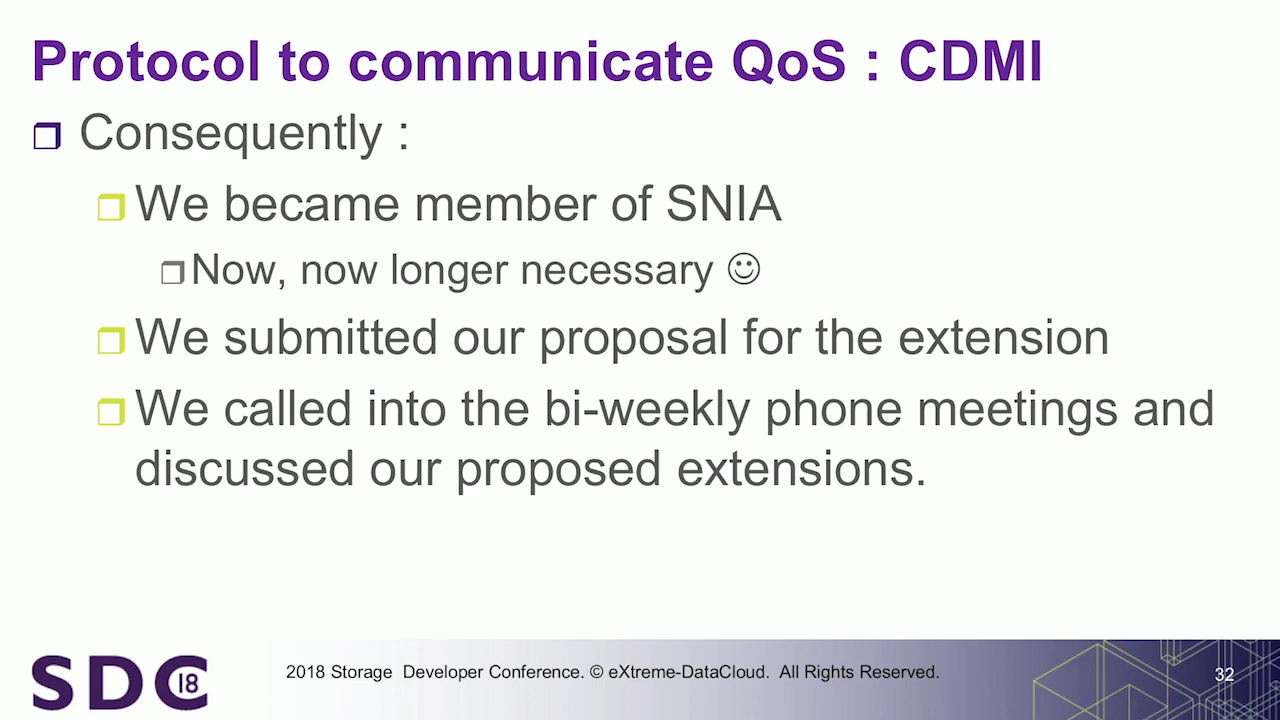 Protocol to communicate QoS : CDMI
Consequently :
We became member of SNIA
Now, now longer necessary ☺
We submitted our proposal for the extension
We called into the bi-weekly phone meetings and
discussed our proposed extensions.
SDC 18
2018 Storage Developer Conference. © eXtreme-DataCloud. All Rights Reserved.
32